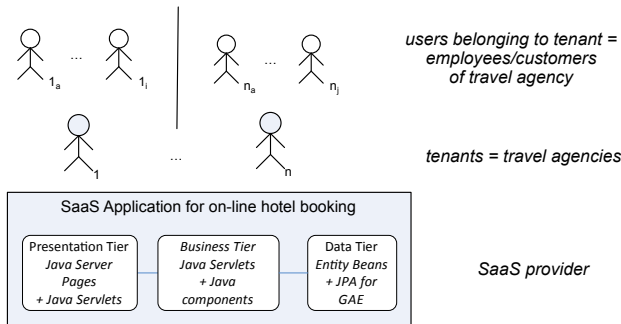 users belonging to tenant =
employees/customers
of travel agency
... ...
1a 1i na nj
tenants = travel agencies
...
1 n
SaaS Application for on-line hotel booking
Presentation Tier
Java Server
Pages
+ Java Servlets
Business Tier
Java Servlets
+ Java
components
Data Tier
Entity Beans
+ JPA for
GAE
SaaS provider